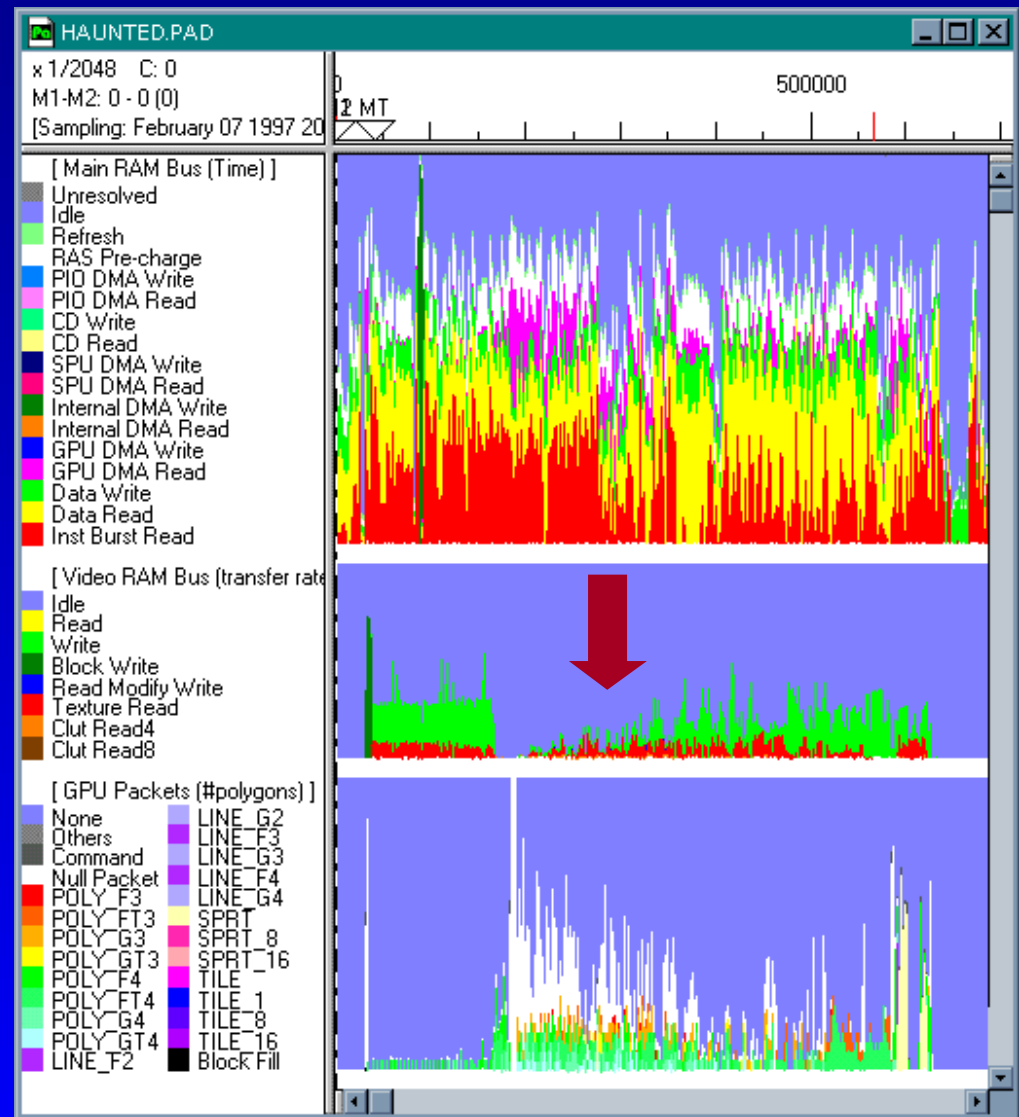 HAUNTED.PAD
x 1/2048 C: 0
M1-M2: 0 - 0 (0)
[Sampling: February 07 1997 20
0 500000
12 MT
[ Main RAM Bus (Time) ]
Unresolved
Idle
Refresh
RAS Pre-charge
PIO DMA Write
PIO DMA Read
CD Write
CD Read
SPU DMA Write
SPU DMA Read
Internal DMA Write
Internal DMA Read
GPU DMA Write
GPU DMA Read
Data Write
Data Read
Inst Burst Read
[ Video RAM Bus (transfer rate
Idle
Read
Write
Block Write
Read Modify Write
Texture Read
Clut Read4
Clut Read8
[ GPU Packets (#polygons) ]
None LINE_G2
Others LINE_F3
Command LINE_G3
Null Packet LINE_F4
POLY_F3 LINE_G4
POLY_FT3 SPRT
POLY_G3 SPRT_8
POLY_GT3 SPRT_16
POLY_F4 TILE
POLY_FT4 TILE_1
POLY_G4 TILE_8
POLY_GT4 TILE_16
LINE_F2 Block Fill